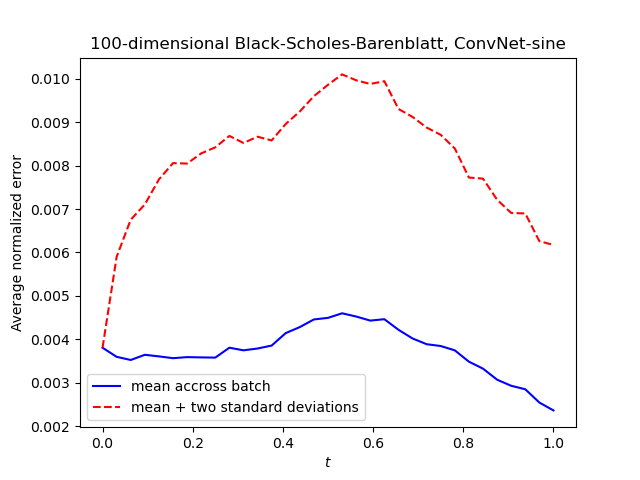 100-dimensional Black-Scholes-Barenblatt, ConvNet-sine
Average normalized error
0.010
0.009
0.008
0.007
0.006
0.005
0.004
0.003
0.002
mean accross batch
mean + two standard deviations
0.0 0.2 0.4 0.6 0.8 1.0
t